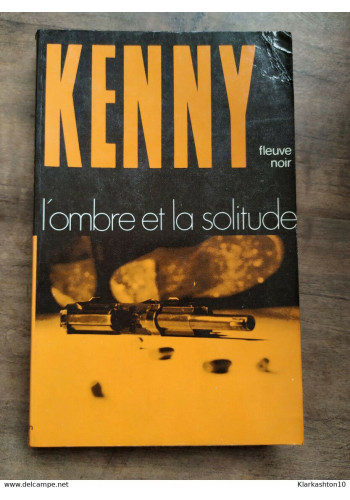 KENNY
fleuve
noir
l'ombre et la solitude
www.delcampe.net
Klarkashton10